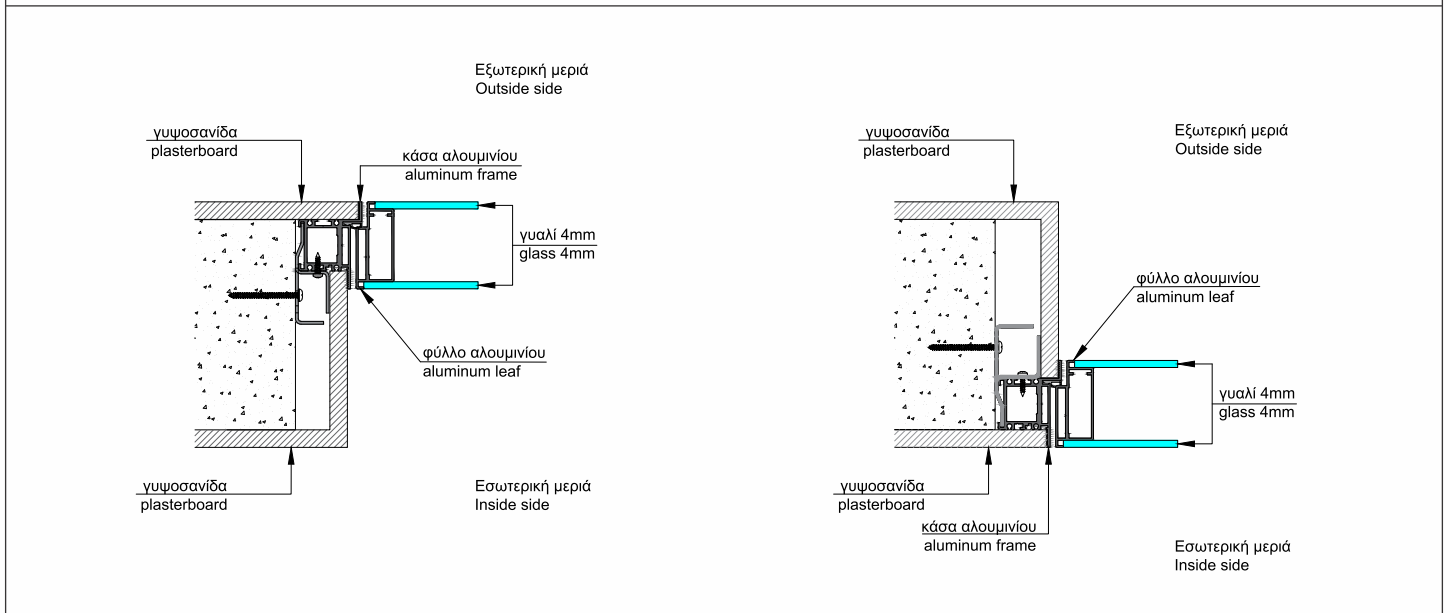 Εξωτερική μεριά
Outside side
γυψοσανίδα
plasterboard
κάσα αλουμινίου
aluminum frame
γυαλί 4mm
glass 4mm
φύλλο αλουμινίου
aluminum leaf
γυψοσανίδα
plasterboard
Εσωτερική μεριά
Inside side
Εξωτερική μεριά
Outside side
γυψοσανίδα
plasterboard
φύλλο αλουμινίου
aluminum leaf
γυαλί 4mm
glass 4mm
γυψοσανίδα
plasterboard
κάσα αλουμινίου
aluminum frame
Εσωτερική μεριά
Inside side